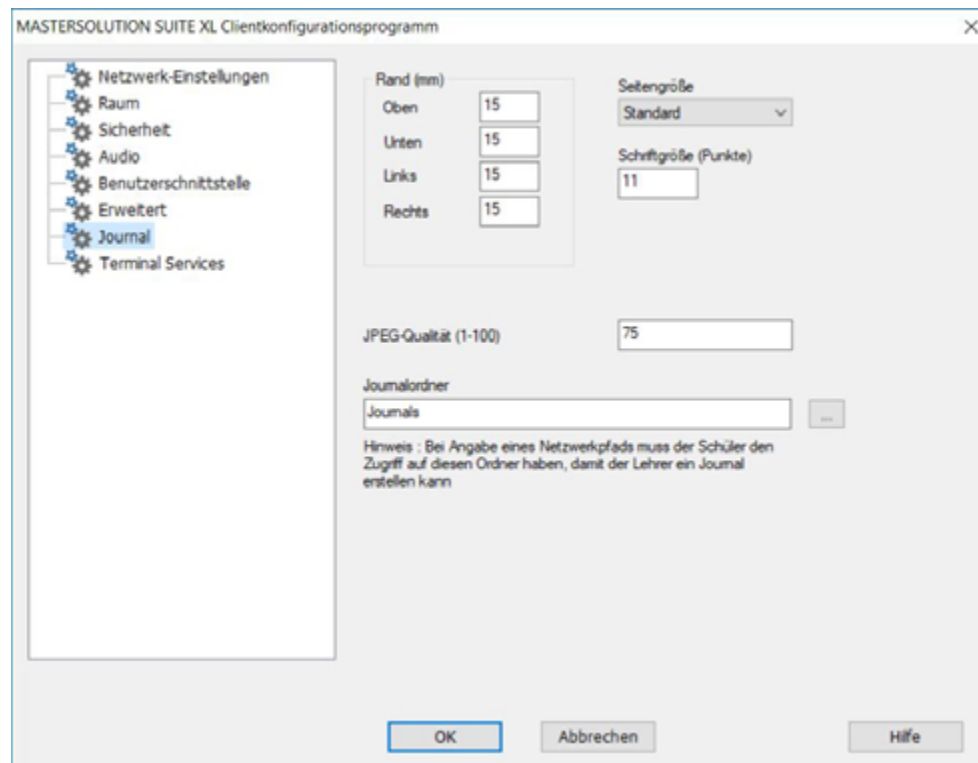 MASTERSOLUTION SUITE XL Clientkonfigurationsprogramm
Netzwerk-Einstellungen
Raum
Sicherheit
Audio
Benutzerschnittstelle
Erweitert
Journal
Terminal Services
Rand (mm)
Oben 15
Unten 15
Links 15
Rechts 15
Seitengröße
Standard
Schriftgröße (Punkte)
11
JPEG-Qualität (1-100) 75
Journalordner
Journals
...
Hinweis : Bei Angabe eines Netzwerkpfads muss der Schüler den
Zugriff auf diesen Ordner haben, damit der Lehrer ein Journal
erstellen kann
OK Abbrechen Hilfe